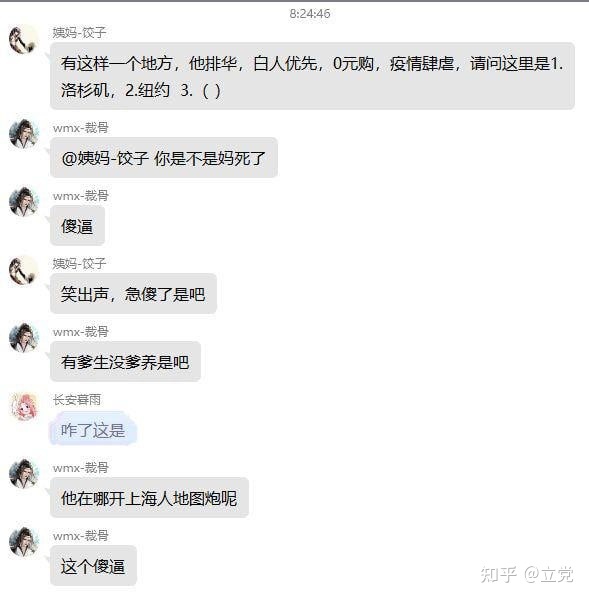 8:24:46
姨妈-饺子
有这样一个地方，他排华，白人优先，0元购，疫情肆虐，请问这里是1.
洛杉矶，2.纽约 3.（ ）
wmx-裁骨
@姨妈-饺子 你是不是妈死了
wmx-裁骨
傻逼
姨妈-饺子
笑出声，急傻了是吧
wmx-裁骨
有爹生没爹养是吧
长安暮雨
咋了这是
wmx-裁骨
他在哪开上海人地图炮呢
wmx-裁骨
这个傻逼
知乎 @立党